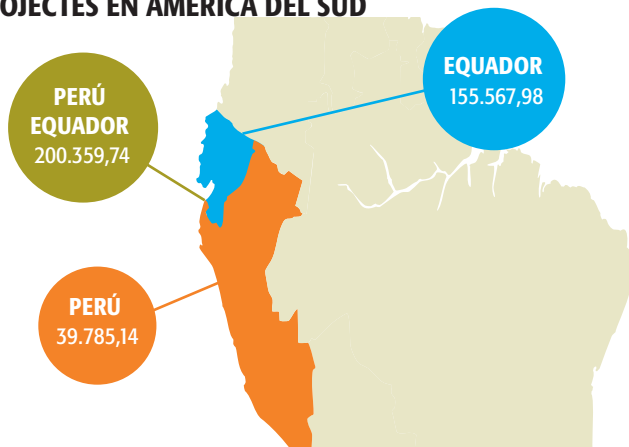 OJECTES EN AMÈRICA DEL SUD
PERÚ
EQUADOR
200.359,74
EQUADOR
155.567,98
PERÚ
39.785,14